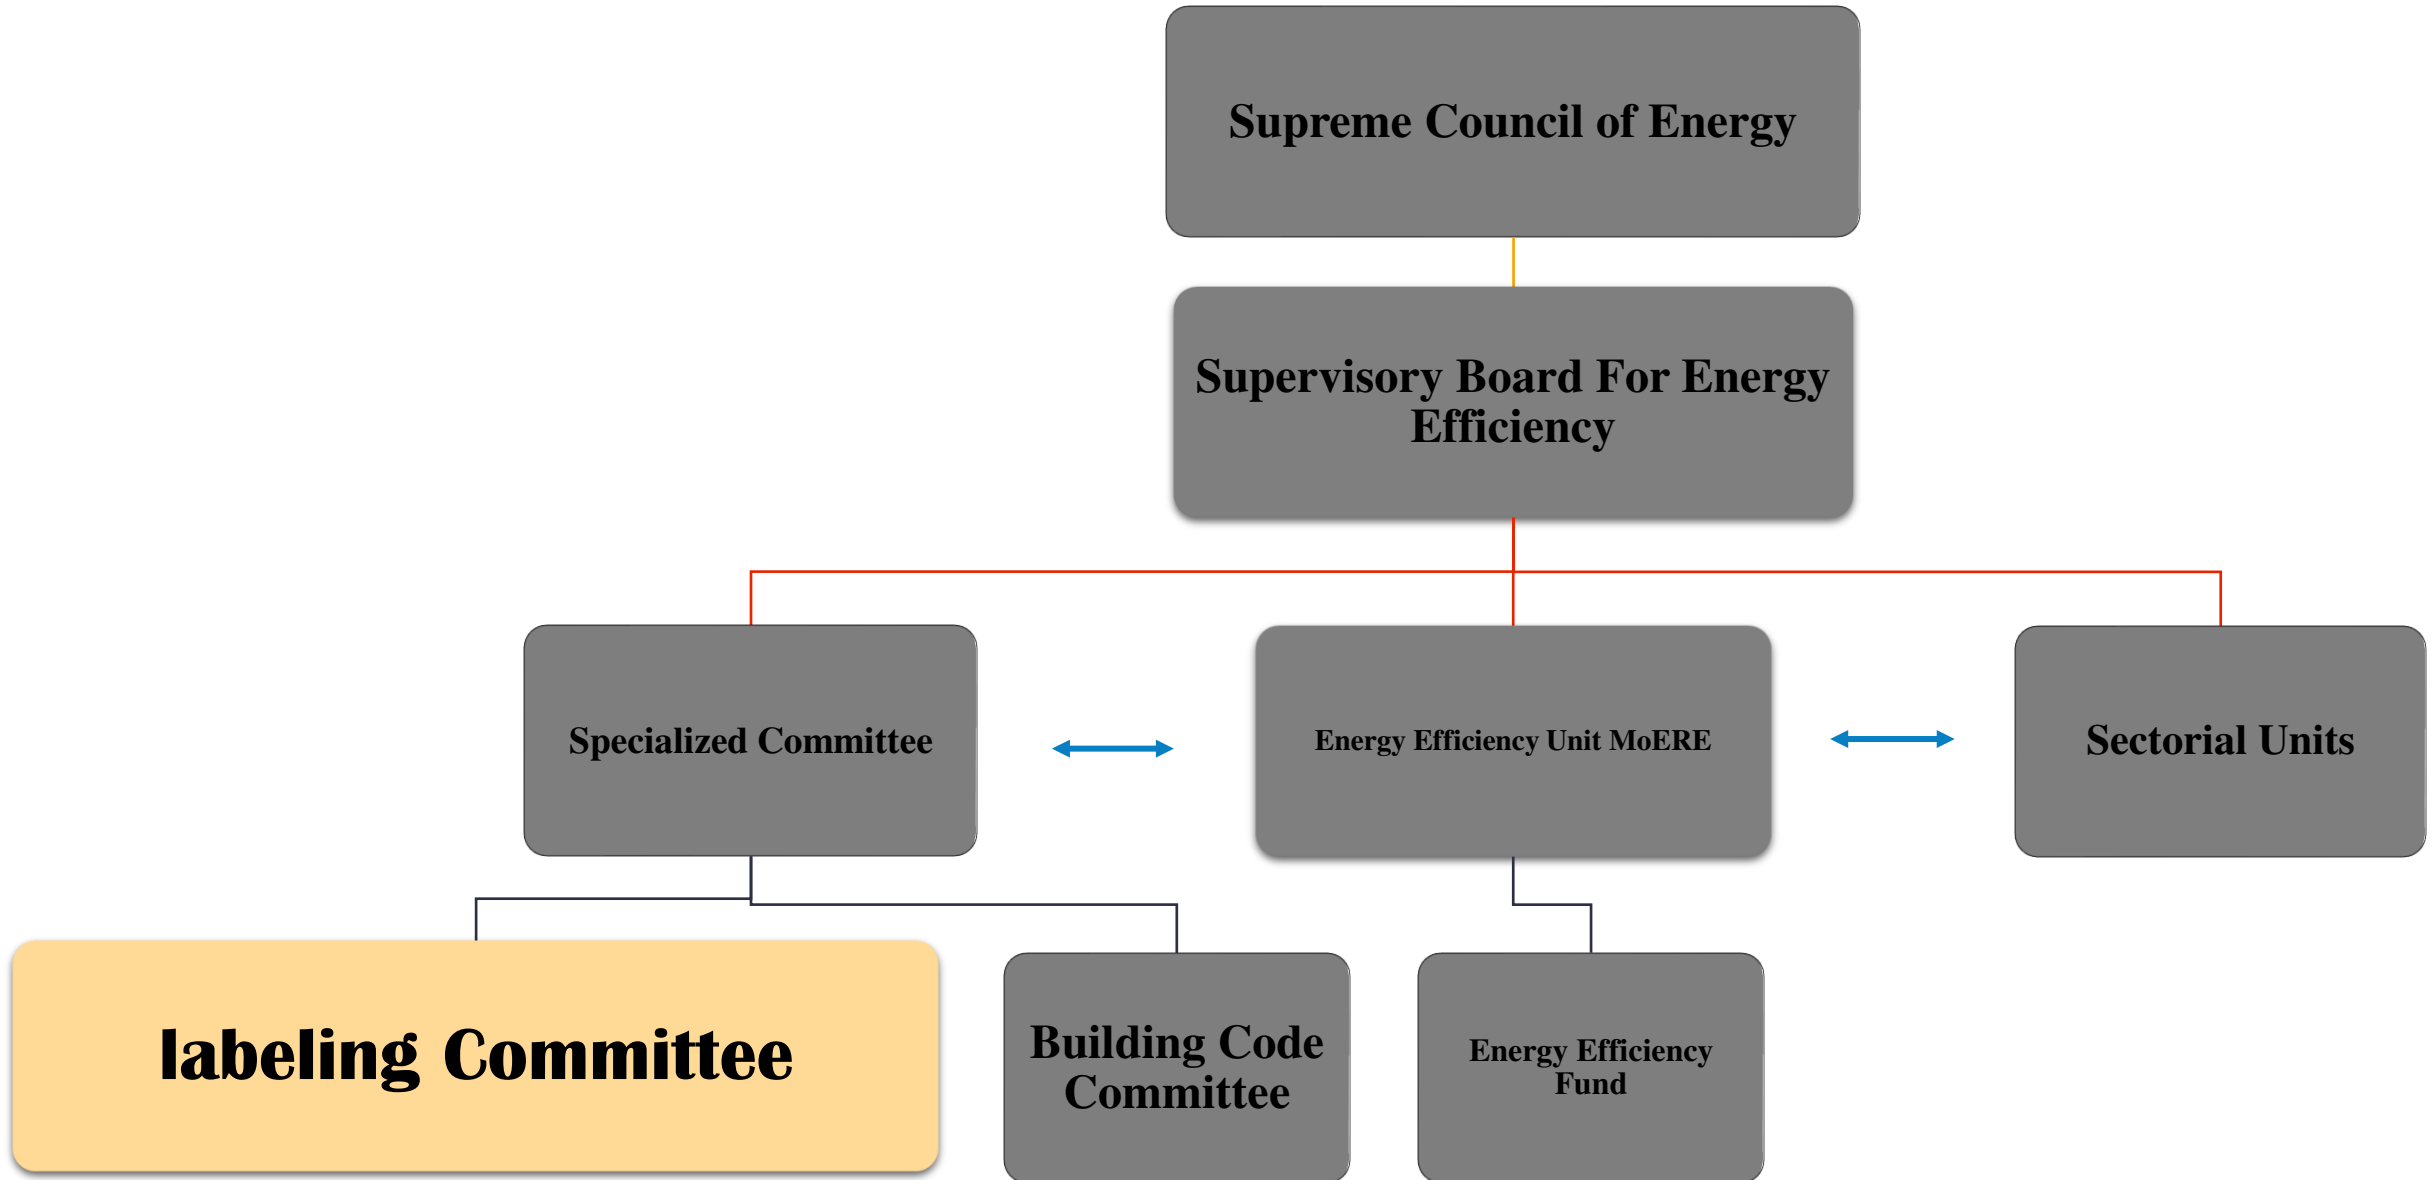 Supreme Council of Energy
Supervisory Board For Energy
Efficiency
Specialized Committee
Energy Efficiency Unit MoERE
Sectorial Units
labeling Committee
Building Code
Committee
Energy Efficiency
Fund